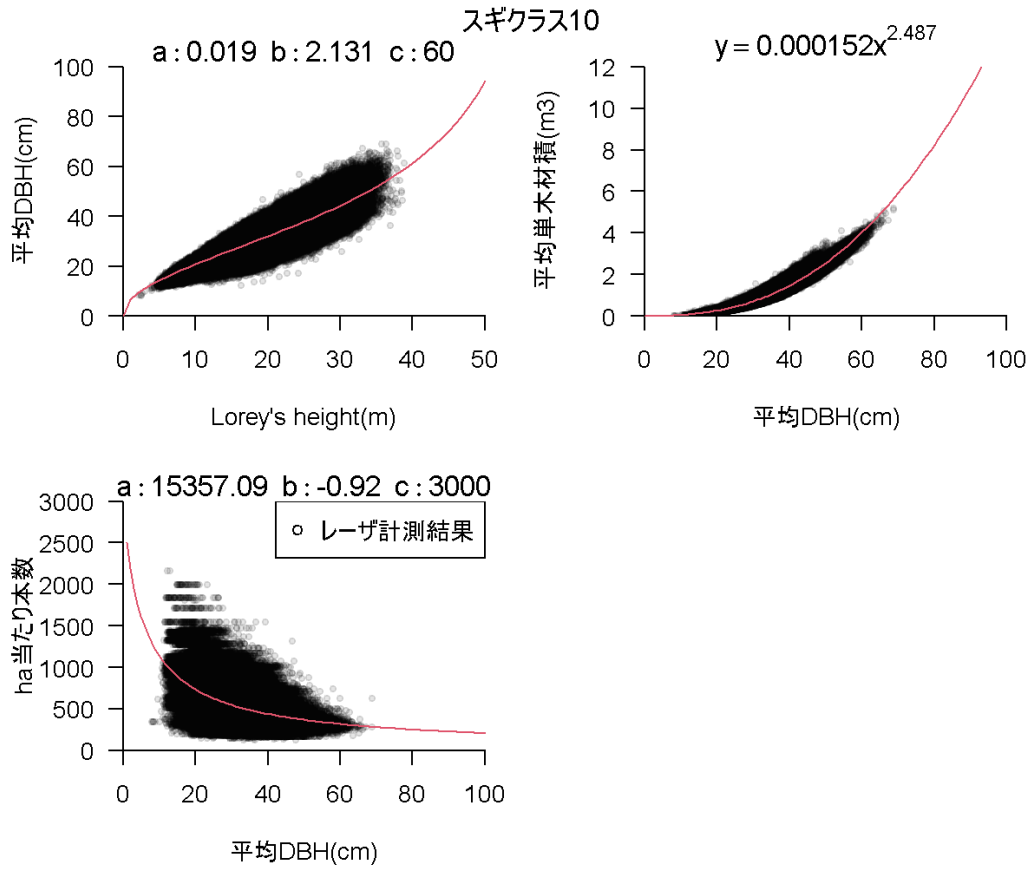 スギクラス10
a : 0.019 b : 2.131 c : 60
平均DBH(cm)
100
80
60
40
20
0
0 10 20 30 40 50
Lorey's height(m)
y = 0.000152x^2.487
平均単木材積(m3)
12
10
8
6
4
2
0
0 20 40 60 80 100
平均DBH(cm)
a : 15357.09 b : -0.92 c : 3000
ha当たり本数
3000
2500
2000
1500
1000
500
0
レーザ計測結果
0 20 40 60 80 100
平均DBH(cm)